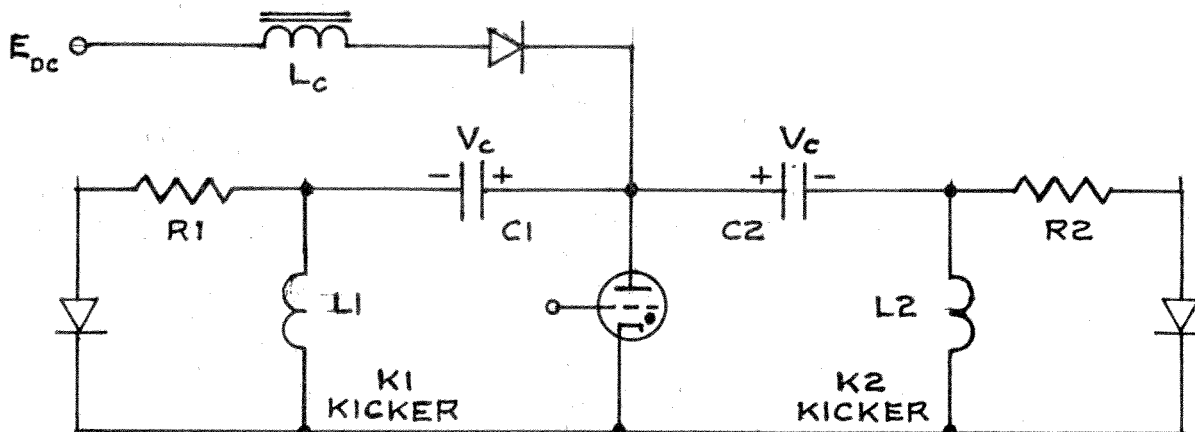 E_DC
L_C
V_C
V_C
- +
+ -
R1
C1
C2
R2
L1
L2
K1
KICKER
K2
KICKER